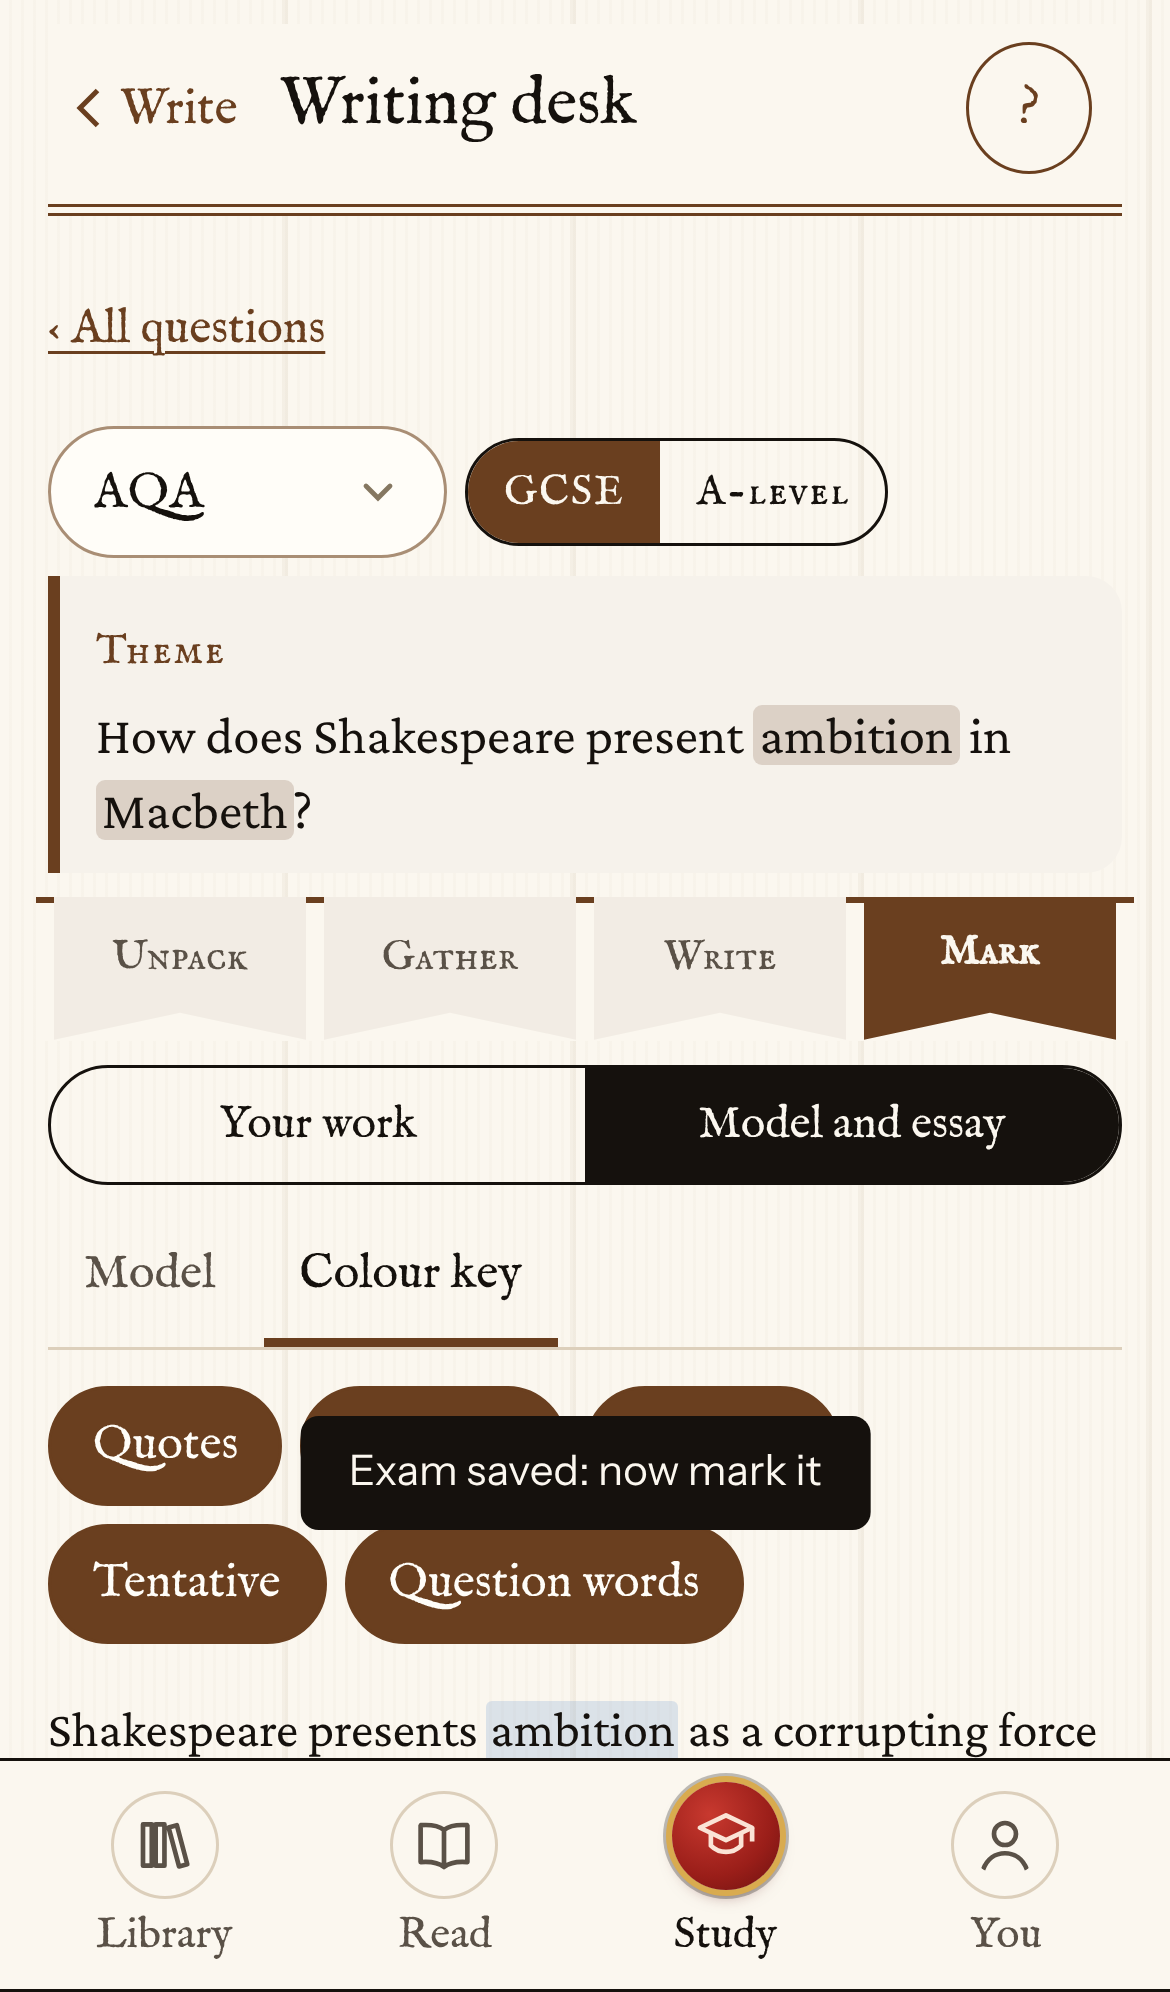 Write Writing desk ?
‹ All questions
AQA GCSE A-level
Theme
How does Shakespeare present ambition in
Macbeth?
Unpack Gather Write Mark
Your work Model and essay
Model Colour key
Quotes
Exam saved: now mark it
Tentative Question words
Shakespeare presents ambition as a corrupting force
Library Read Study You